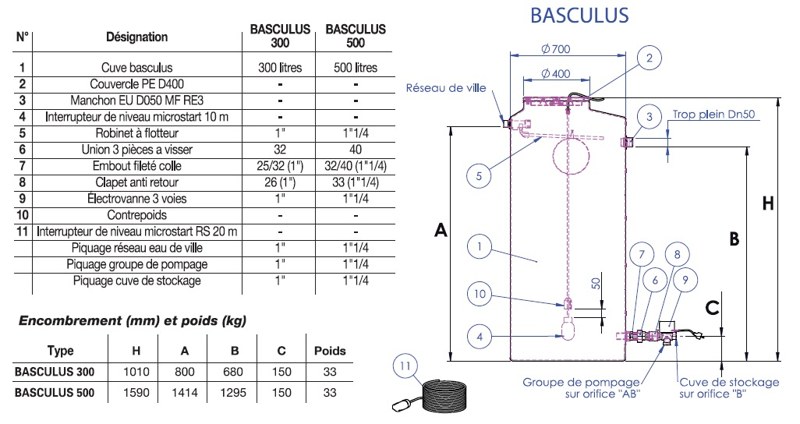 BASCULUS
N° Désignation BASCULUS 300 BASCULUS 500
1 Cuve basculus 300 litres 500 litres
2 Couvercle PE D400 - -
3 Manchon EU D050 MF RE3 - -
4 Interrupteur de niveau microstart 10 m - -
5 Robinet à flotteur 1" 1"1/4
6 Union 3 pièces a visser 32 40
7 Embout fileté colle 25/32 (1") 32/40 (1"1/4)
8 Clapet anti retour 26 (1") 33 (1"1/4)
9 Électrovanne 3 voies 1" 1"1/4
10 Contrepoids - -
11 Interrupteur de niveau microstart RS 20 m - -
Piquage réseau eau de ville 1" 1"1/4
Piquage groupe de pompage 1" 1"1/4
Piquage cuve de stockage 1" 1"1/4
Encombrement (mm) et poids (kg)
Type H A B C Poids
BASCULUS 300 1010 800 680 150 33
BASCULUS 500 1590 1414 1295 150 33
Ø700
Ø400
2
Réseau de ville
Trop plein Dn50
3
5
A
H
B
1
50
7
6
8
9
C
10
4
11
Groupe de pompage
sur orifice "AB"
Cuve de stockage
sur orifice "B"